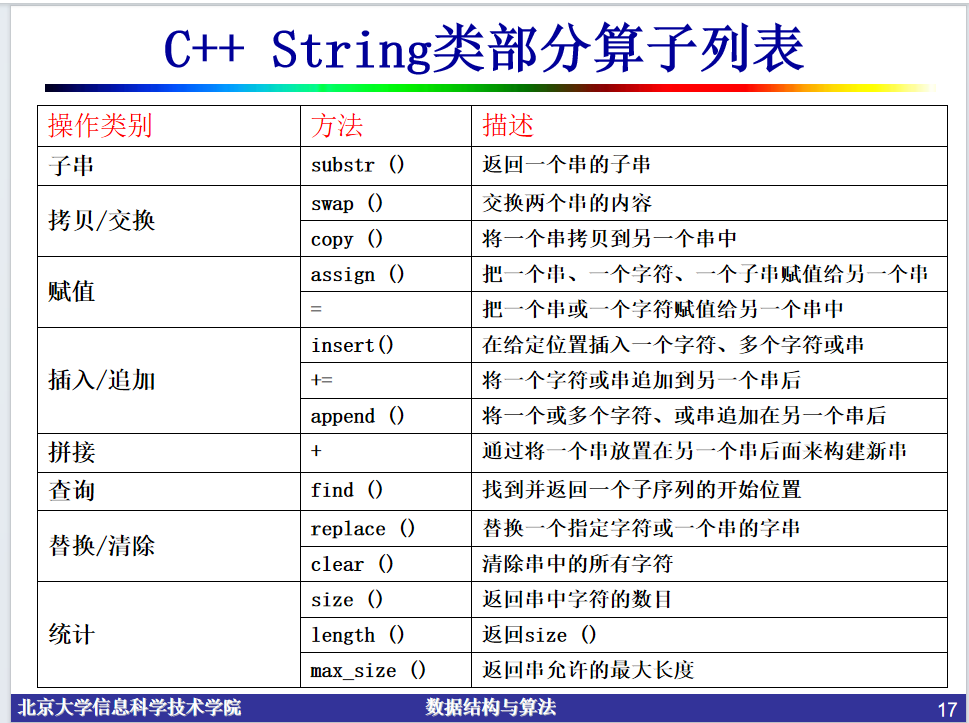 C++ String类部分算子列表
操作类别 方法 描述
子串 substr () 返回一个串的子串
拷贝/交换 swap () 交换两个串的内容
copy () 将一个串拷贝到另一个串中
赋值 assign () 把一个串、一个字符、一个子串赋值给另一个串
= 把一个串或一个字符赋值给另一个串中
插入/追加 insert() 在给定位置插入一个字符、多个字符或串
+= 将一个字符或串追加到另一个串后
append () 将一个或多个字符、或串追加在另一个串后
拼接 + 通过将一个串放置在另一个串后面来构建新串
查询 find () 找到并返回一个子序列的开始位置
替换/清除 replace () 替换一个指定字符或一个串的字串
clear () 清除串中的所有字符
统计 size () 返回串中字符的数目
length () 返回size ()
max_size () 返回串允许的最大长度
北京大学信息科学技术学院 数据结构与算法 17